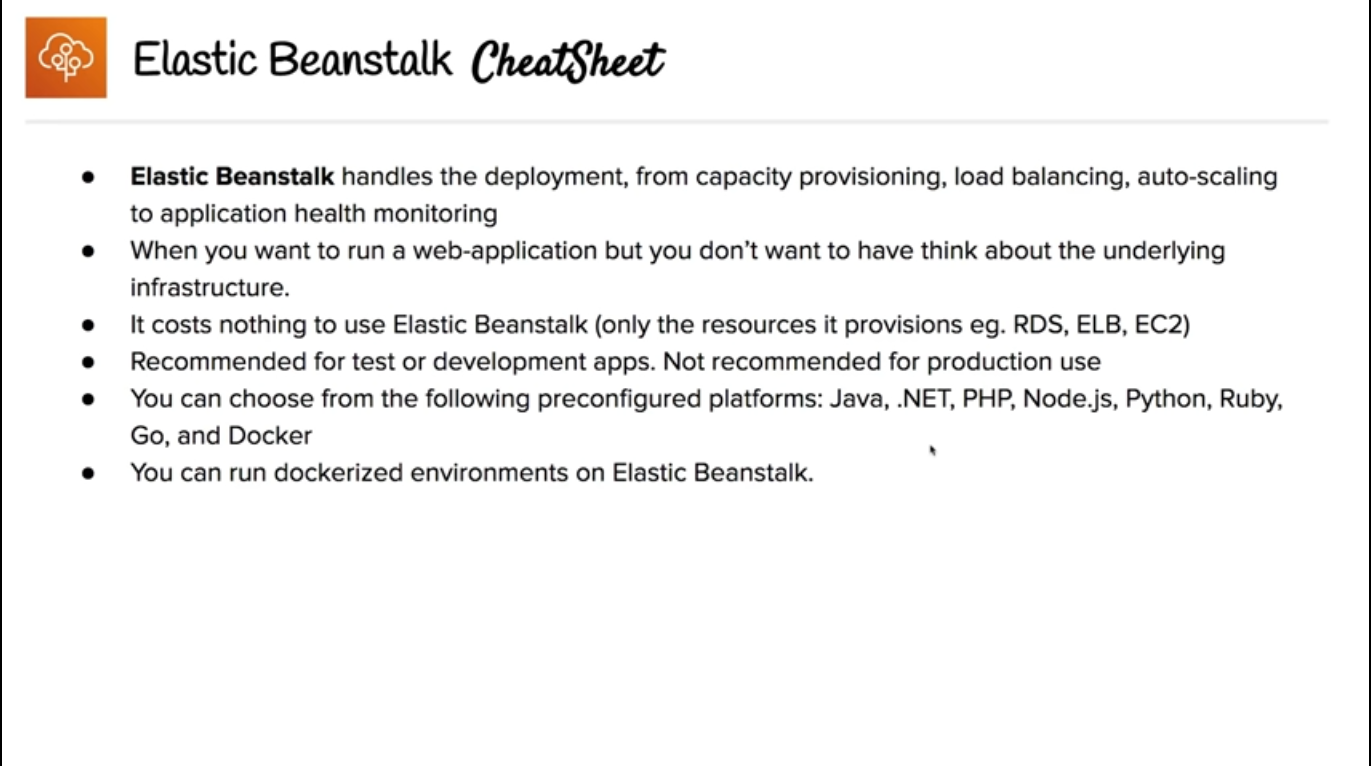 Elastic Beanstalk CheatSheet
● Elastic Beanstalk handles the deployment, from capacity provisioning, load balancing, auto-scaling
to application health monitoring
● When you want to run a web-application but you don’t want to have think about the underlying
infrastructure.
● It costs nothing to use Elastic Beanstalk (only the resources it provisions eg. RDS, ELB, EC2)
● Recommended for test or development apps. Not recommended for production use
● You can choose from the following preconfigured platforms: Java, .NET, PHP, Node.js, Python, Ruby,
Go, and Docker
● You can run dockerized environments on Elastic Beanstalk.